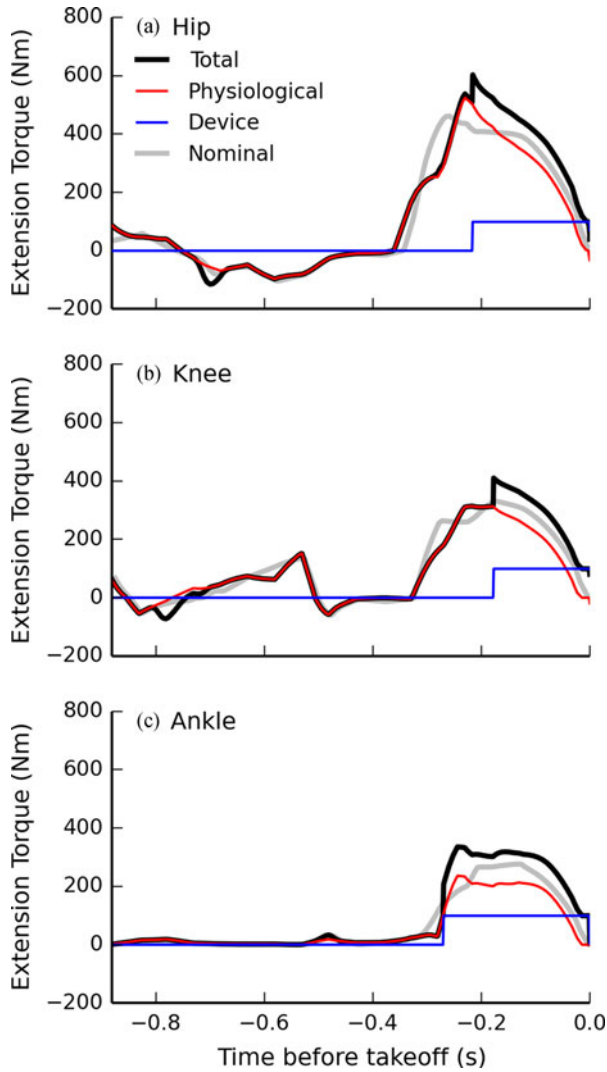 800
(a) Hip
Total
600
Physiological
400
Device
Nominal
200
0
−200
Extension Torque (Nm)
800
(b) Knee
600
400
200
0
−200
Extension Torque (Nm)
800
(c) Ankle
600
400
200
0
−200
Extension Torque (Nm)
−0.8 −0.6 −0.4 −0.2 0.0
Time before takeoff (s)